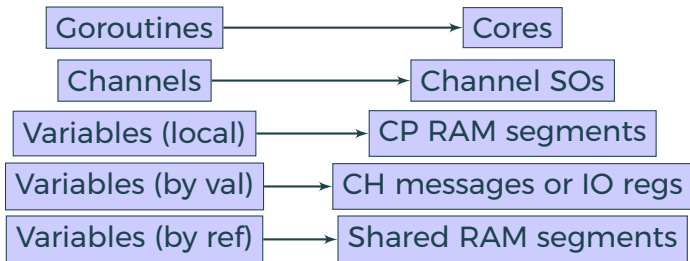 Goroutines Cores
Channels Channel SOs
Variables (local) CP RAM segments
Variables (by val) CH messages or IO regs
Variables (by ref) Shared RAM segments